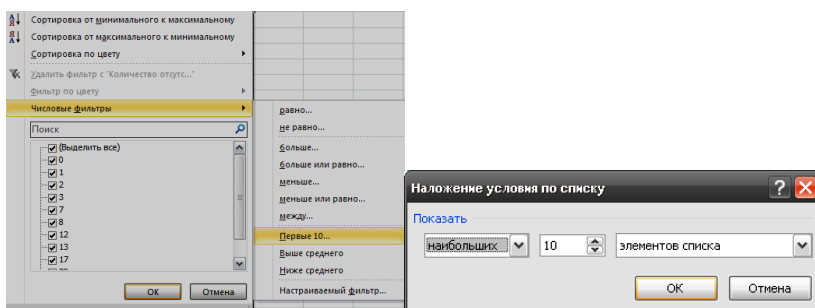 Сортировка от минимального к максимальному
Сортировка от максимального к минимальному
Сортировка по цвету
Удалить фильтр с "Количество отсутс..."
Фильтр по цвету
Числовые фильтры
Поиск
(Выделить все)
0
1
2
3
7
8
12
13
17
ОК
Отмена
равно...
не равно...
больше...
больше или равно...
меньше...
меньше или равно...
между...
Первые 10...
Выше среднего
Ниже среднего
Настраиваемый фильтр...
Наложение условия по списку
Показать
наибольших 10 элементов списка
ОК Отмена